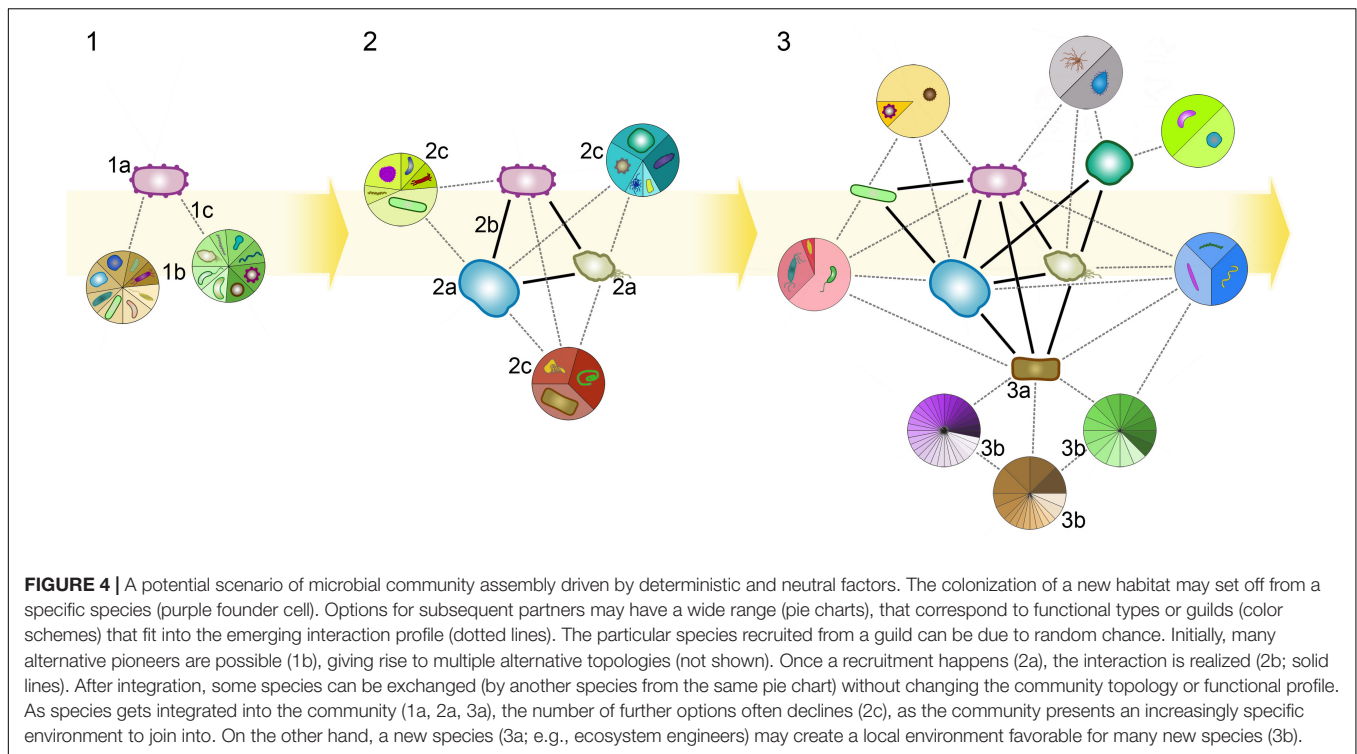 1
2
3
1a
1c
1b
2c
2c
2b
2a
2a
2c
3a
3b
3b
3b
FIGURE 4 | A potential scenario of microbial community assembly driven by deterministic and neutral factors. The colonization of a new habitat may set off from a
specific species (purple founder cell). Options for subsequent partners may have a wide range (pie charts), that correspond to functional types or guilds (color
schemes) that fit into the emerging interaction profile (dotted lines). The particular species recruited from a guild can be due to random chance. Initially, many
alternative pioneers are possible (1b), giving rise to multiple alternative topologies (not shown). Once a recruitment happens (2a), the interaction is realized (2b; solid
lines). After integration, some species can be exchanged (by another species from the same pie chart) without changing the community topology or functional profile.
As species gets integrated into the community (1a, 2a, 3a), the number of further options often declines (2c), as the community presents an increasingly specific
environment to join into. On the other hand, a new species (3a; e.g., ecosystem engineers) may create a local environment favorable for many new species (3b).